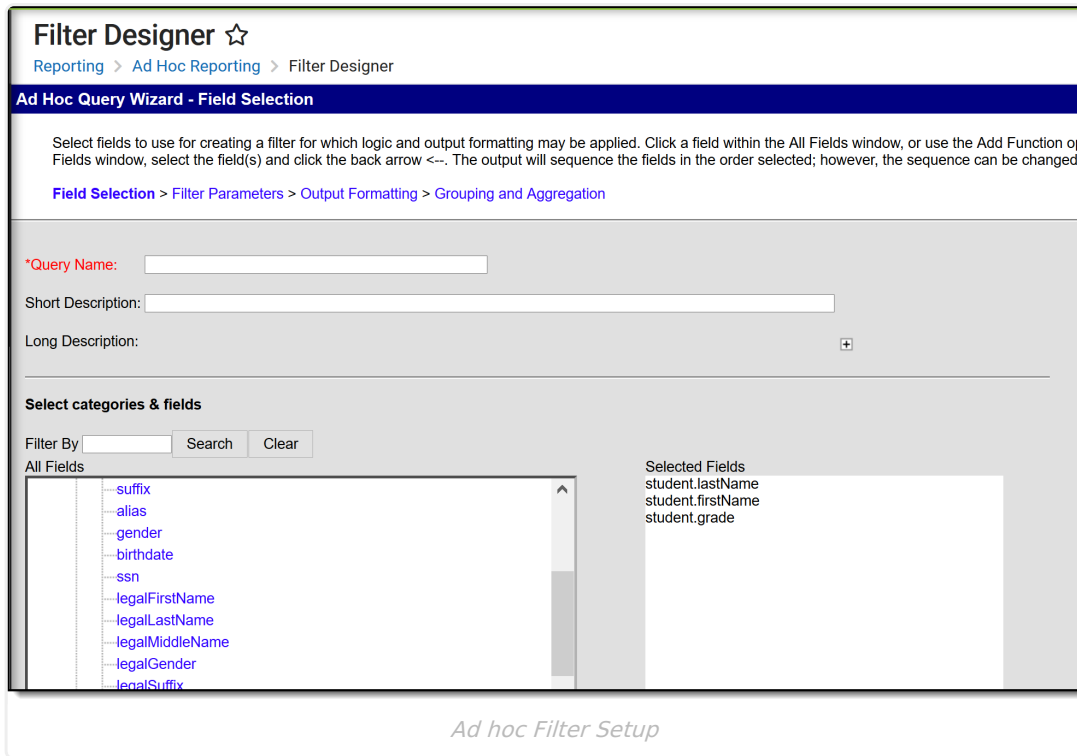 Filter Designer
Reporting > Ad Hoc Reporting > Filter Designer
Ad Hoc Query Wizard - Field Selection
Select fields to use for creating a filter for which logic and output formatting may be applied. Click a field within the All Fields window, or use the Add Function
Fields window, select the field(s) and click the back arrow <--. The output will sequence the fields in the order selected; however, the sequence can be changed
Field Selection > Filter Parameters > Output Formatting > Grouping and Aggregation
*Query Name:
Short Description:
Long Description:
Select categories & fields
Filter By Search Clear
All Fields
suffix
alias
gender
birthdate
ssn
legalFirstName
legalLastName
legalMiddleName
legalGender
legalSuffix
Selected Fields
student.lastName
student.firstName
student.grade
Ad hoc Filter Setup